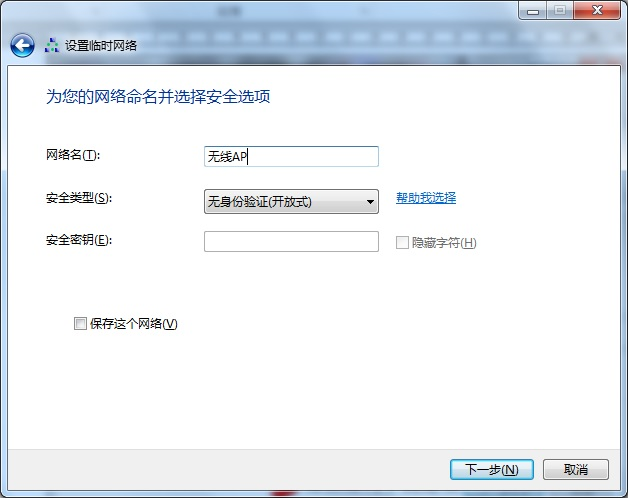 设置临时网络
为您的网络命名并选择安全选项
网络名(T):
无线AP
安全类型(S):
无身份验证(开放式)
帮助我选择
安全密钥(E):
隐藏字符(H)
保存这个网络(V)
下一步(N)
取消